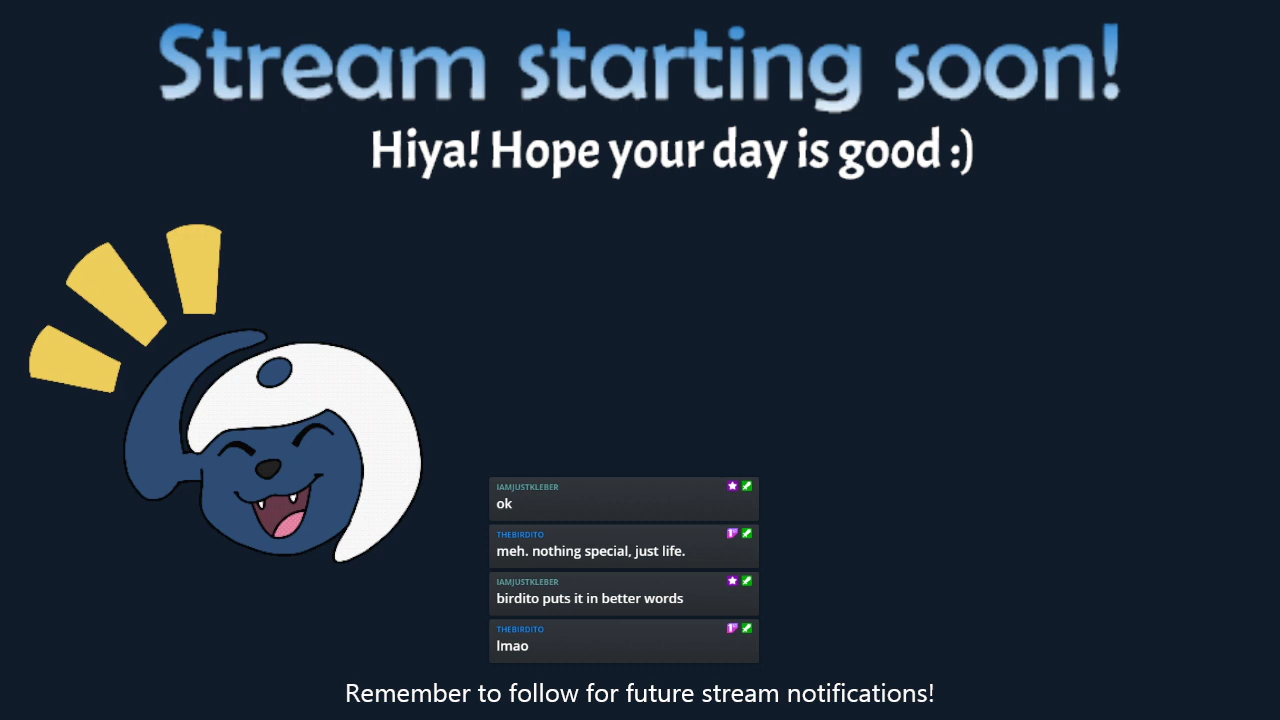 Stream starting soon!
Hiya! Hope your day is good :)
IAMJUSTKLEBER
ok
THEBIRDITO
meh. nothing special, just life.
IAMJUSTKLEBER
birdito puts it in better words
THEBIRDITO
lmao
Remember to follow for future stream notifications!